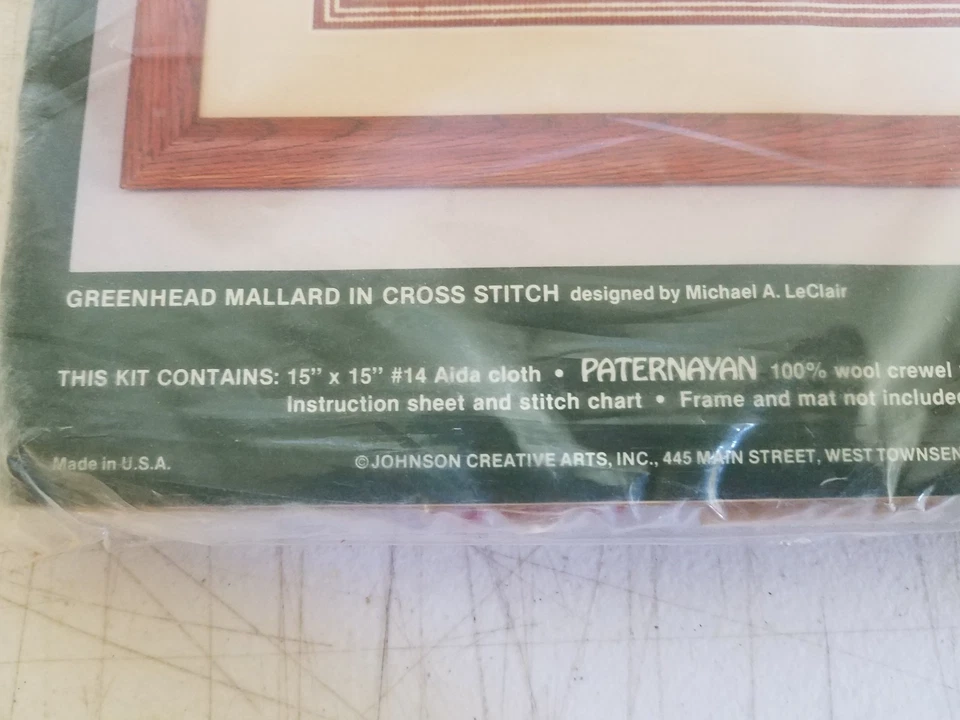 GREENHEAD MALLARD IN CROSS STITCH designed by Michael A. LeClair
THIS KIT CONTAINS: 15” x 15” #14 Aida cloth • PATERNAYAN 100% wool crewel
Instruction sheet and stitch chart • Frame and mat not included
Made in U.S.A. ©JOHNSON CREATIVE ARTS, INC., 445 MAIN STREET, WEST TOWNSEN